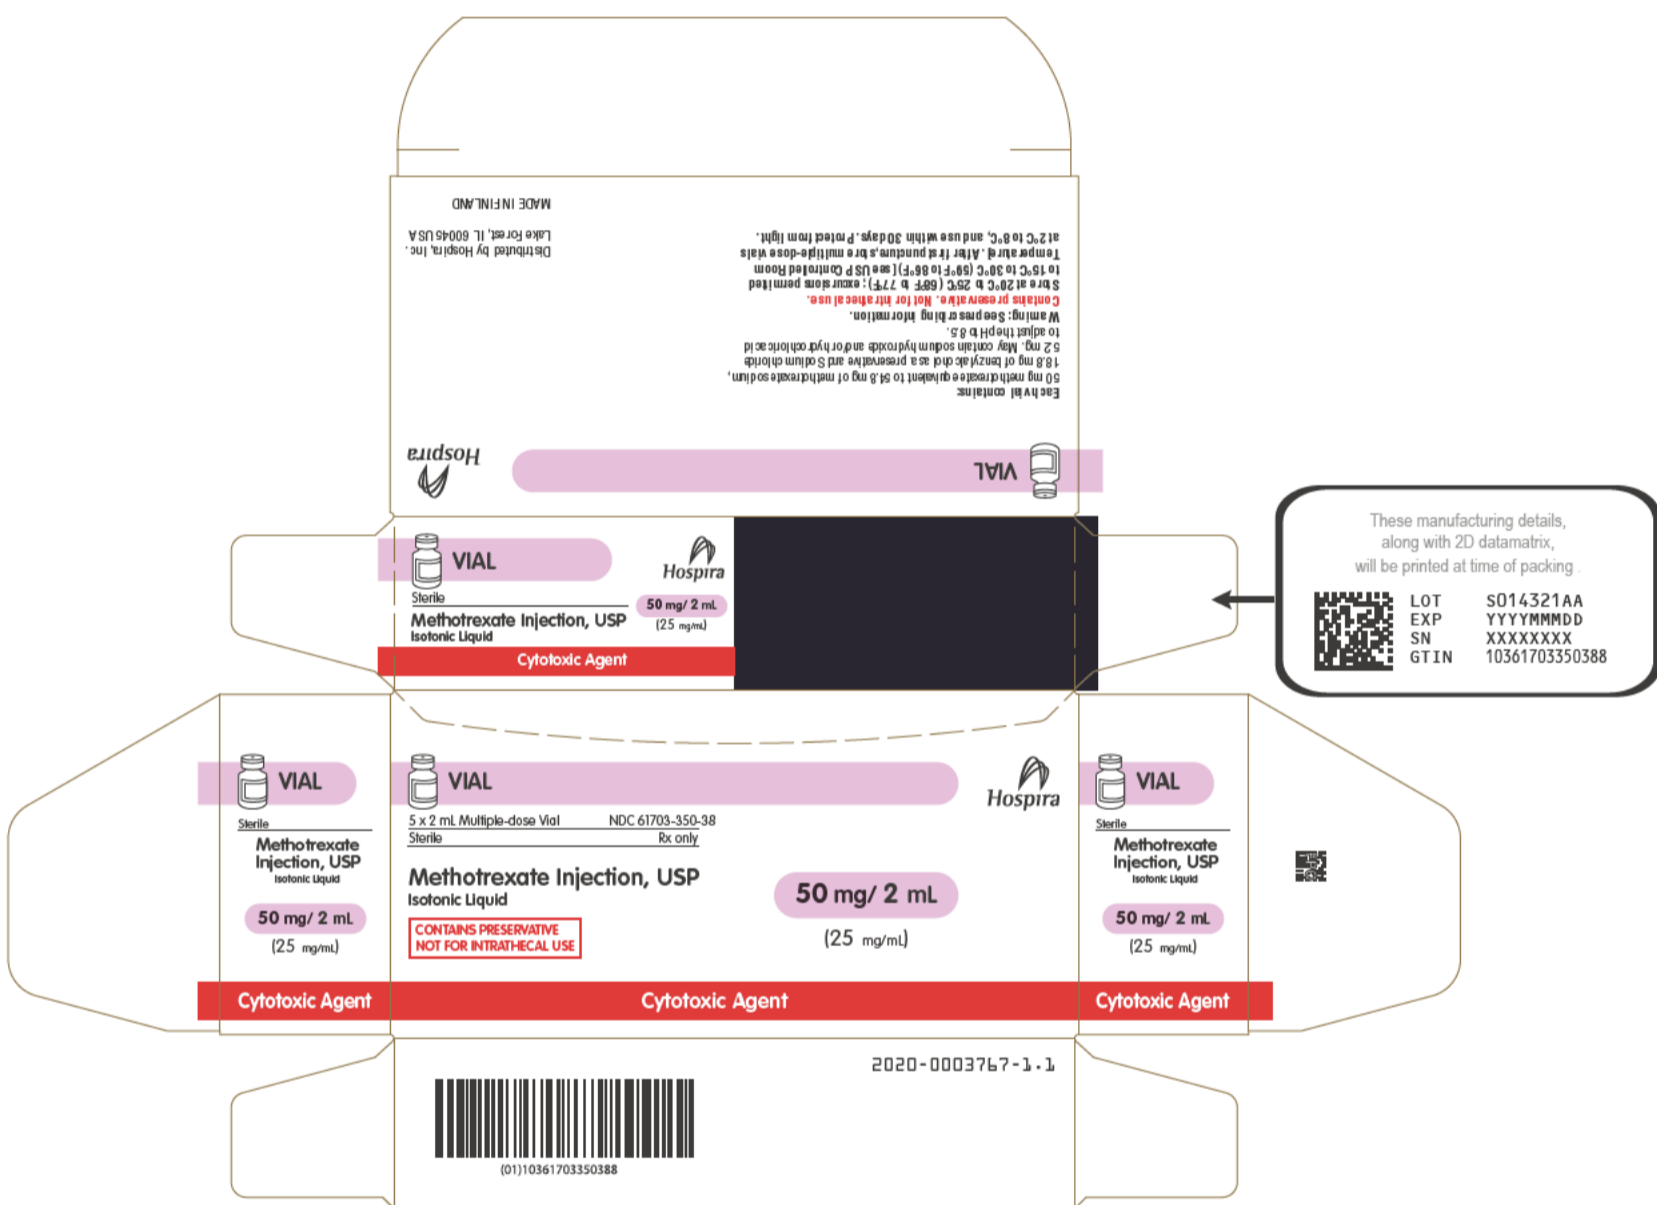 MADE IN FINLAND
Distributed by Hospira, Inc.
Lake Forest, IL 60045 USA
Each vial contains:
50 mg methotrexate equivalent to 54.8 mg of methotrexate sodium,
18.8 mg of benzyl alcohol as a preservative and Sodium chloride
5.2 mg. May contain sodium hydroxide and/or hydrochloric acid
to adjust the pH to 8.5.
Warning: See prescribing information.
Contains preservative. Not for intrathecal use.
Store at 20°C to 25°C (68°F to 77°F); excursions permitted
to 15°C to 30°C (59°F to 86°F) [see USP Controlled Room
Temperature]. After first puncture, store multiple-dose vials
at 2°C to 8°C, and use within 30 days. Protect from light.
VIAL
Hospira
VIAL
Hospira
Sterile
Methotrexate Injection, USP
Isotonic Liquid
50 mg/ 2 mL
(25 mg/mL)
Cytotoxic Agent
These manufacturing details,
along with 2D datamatrix,
will be printed at time of packing.
LOT S014321AA
EXP YYYYMMMDD
SN XXXXXXXX
GTIN 10361703350388
VIAL
Sterile
Methotrexate
Injection, USP
Isotonic Liquid
50 mg/ 2 mL
(25 mg/mL)
Cytotoxic Agent
VIAL
Hospira
5 x 2 mL Multiple-dose Vial NDC 61703-350-38
Sterile Rx only
Methotrexate Injection, USP
Isotonic Liquid
CONTAINS PRESERVATIVE
NOT FOR INTRATHECAL USE
50 mg/ 2 mL
(25 mg/mL)
Cytotoxic Agent
VIAL
Sterile
Methotrexate
Injection, USP
Isotonic Liquid
50 mg/ 2 mL
(25 mg/mL)
Cytotoxic Agent
2020-0003767-1.1
(01)10361703350388